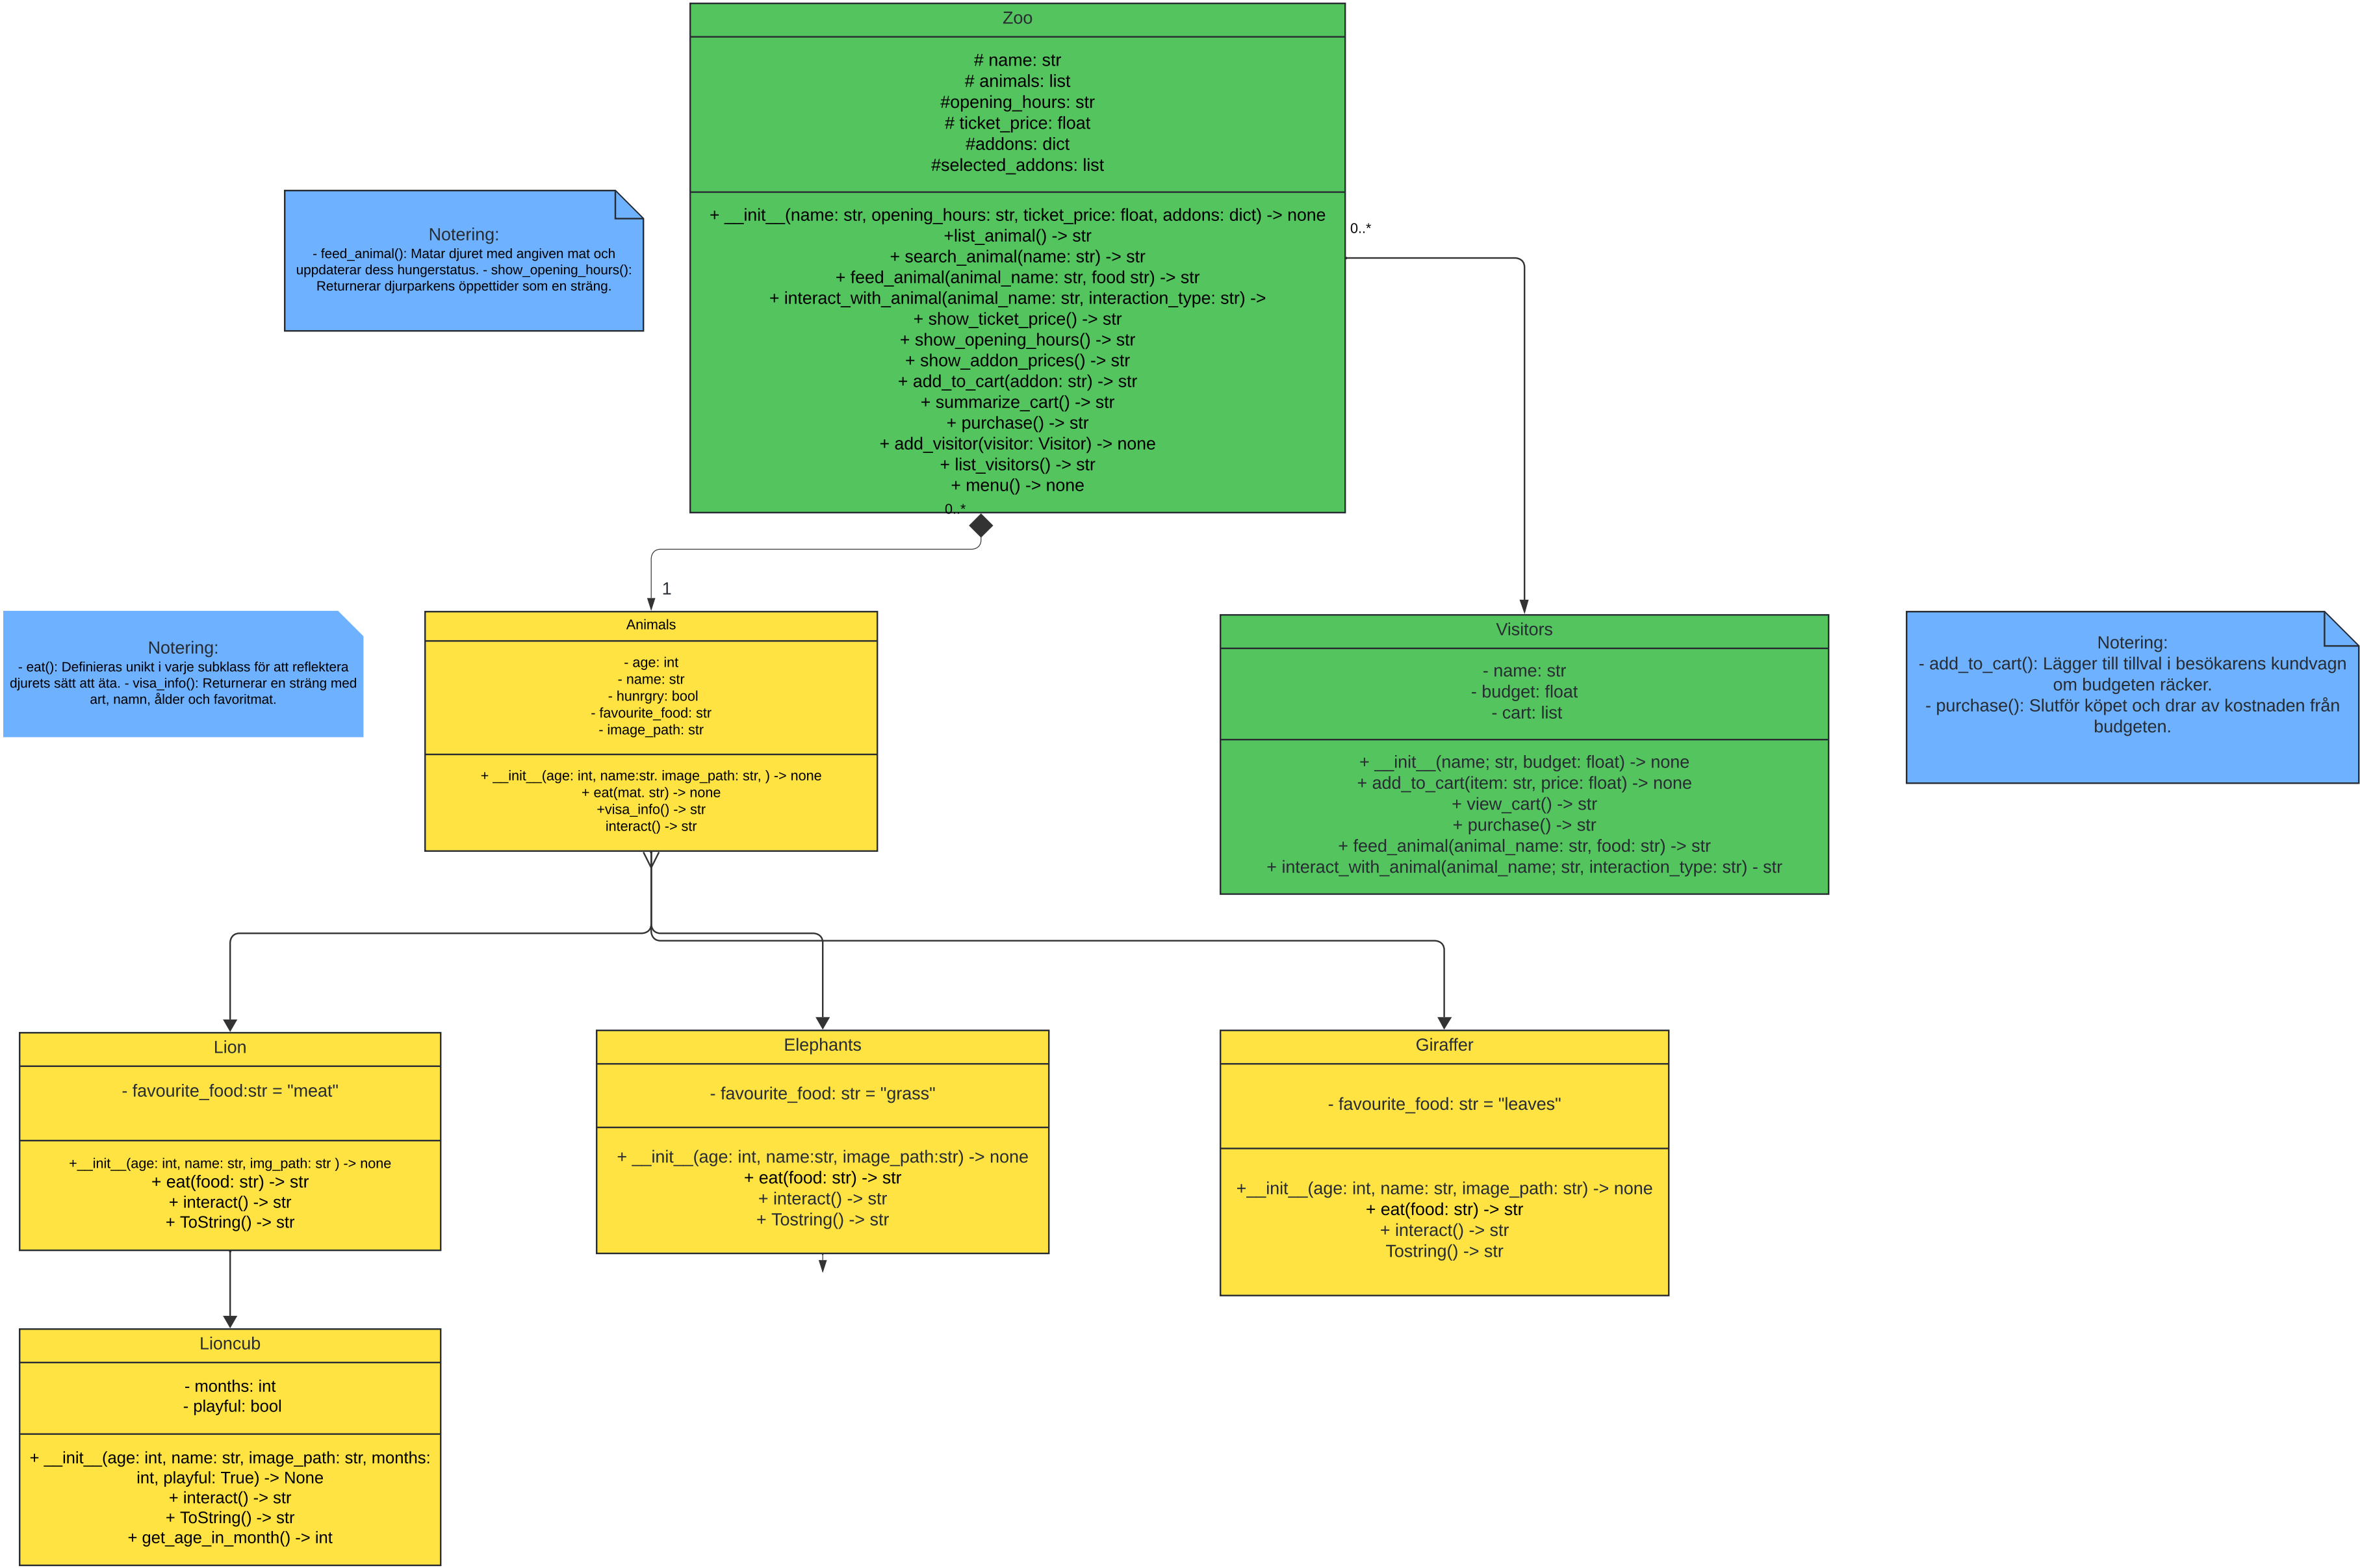 Zoo
# name: str
# animals: list
#opening_hours: str
# ticket_price: float
#addons: dict
#selected_addons: list
+ __init__(name: str, opening_hours: str, ticket_price: float, addons: dict) -> none
+list_animal() -> str
+ search_animal(name: str) -> str
+ feed_animal(animal_name: str, food str) -> str
+ interact_with_animal(animal_name: str, interaction_type: str) ->
+ show_ticket_price() -> str
+ show_opening_hours() -> str
+ show_addon_prices() -> str
+ add_to_cart(addon: str) -> str
+ summarize_cart() -> str
+ purchase() -> str
+ add_visitor(visitor: Visitor) -> none
+ list_visitors() -> str
+ menu() -> none
0..*
0..*
1
Notering:
- feed_animal(): Matar djuret med angiven mat och
uppdaterar dess hungerstatus. - show_opening_hours():
Returnerar djurparkens öppettider som en sträng.
Notering:
- eat(): Definieras unikt i varje subklass för att reflektera
djurets sätt att äta. - visa_info(): Returnerar en sträng med
art, namn, ålder och favoritmat.
Animals
- age: int
- name: str
- hunrgry: bool
- favourite_food: str
- image_path: str
+ __init__(age: int, name:str. image_path: str, ) -> none
+ eat(mat. str) -> none
+visa_info() -> str
interact() -> str
Visitors
- name: str
- budget: float
- cart: list
+ __init__(name; str, budget: float) -> none
+ add_to_cart(item: str, price: float) -> none
+ view_cart() -> str
+ purchase() -> str
+ feed_animal(animal_name: str, food: str) -> str
+ interact_with_animal(animal_name; str, interaction_type: str) - str
Notering:
- add_to_cart(): Lägger till tillval i besökarens kundvagn
om budgeten räcker.
- purchase(): Slutför köpet och drar av kostnaden från
budgeten.
Lion
- favourite_food:str = "meat"
+__init__(age: int, name: str, img_path: str ) -> none
+ eat(food: str) -> str
+ interact() -> str
+ ToString() -> str
Elephants
- favourite_food: str = "grass"
+ __init__(age: int, name:str, image_path:str) -> none
+ eat(food: str) -> str
+ interact() -> str
+ Tostring() -> str
Giraffer
- favourite_food: str = "leaves"
+__init__(age: int, name: str, image_path: str) -> none
+ eat(food: str) -> str
+ interact() -> str
Tostring() -> str
Lioncub
- months: int
- playful: bool
+ __init__(age: int, name: str, image_path: str, months:
int, playful: True) -> None
+ interact() -> str
+ ToString() -> str
+ get_age_in_month() -> int